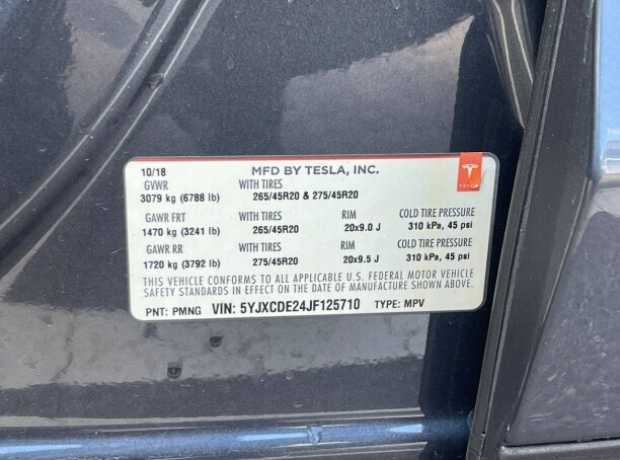 10/18 MFD BY TESLA, INC.
GVWR WITH TIRES
3079 kg (6788 lb) 265/45R20 & 275/45R20
GAWR FRT WITH TIRES RIM COLD TIRE PRESSURE
1470 kg (3241 lb) 265/45R20 20x9.0 J 310 kPa, 45 psi
GAWR RR WITH TIRES RIM COLD TIRE PRESSURE
1720 kg (3792 lb) 275/45R20 20x9.5 J 310 kPa, 45 psi
THIS VEHICLE CONFORMS TO ALL APPLICABLE U.S. FEDERAL MOTOR VEHICLE
SAFETY STANDARDS IN EFFECT ON THE DATE OF MANUFACTURE SHOWN ABOVE.
PNT: PMNG VIN: 5YJXCDE24JF125710 TYPE: MPV
TESLA